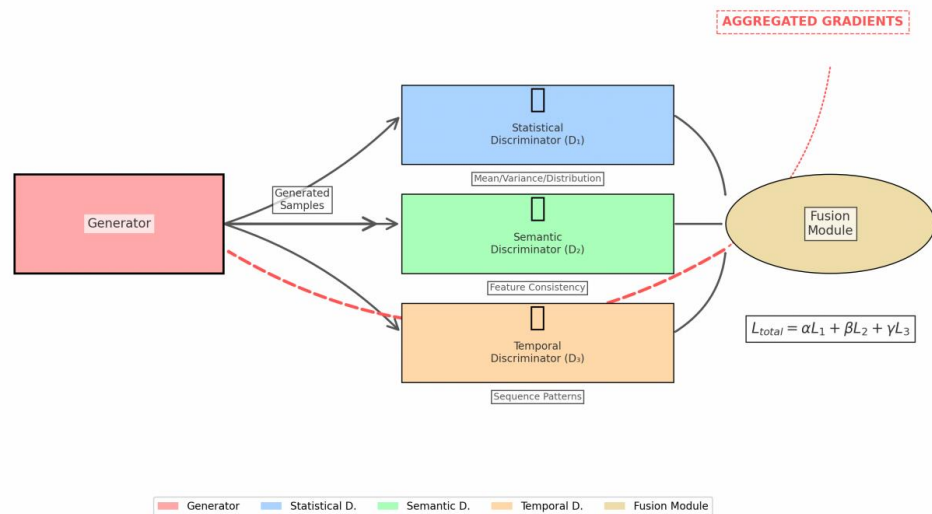 AGGREGATED GRADIENTS
Statistical
Discriminator (D₁)
Mean/Variance/Distribution
Generator
Generated
Samples
Semantic
Discriminator (D₂)
Feature Consistency
Fusion
Module
Temporal
Discriminator (D₃)
Sequence Patterns
L_total = αL₁ + βL₂ + γL₃
Generator
Statistical D.
Semantic D.
Temporal D.
Fusion Module